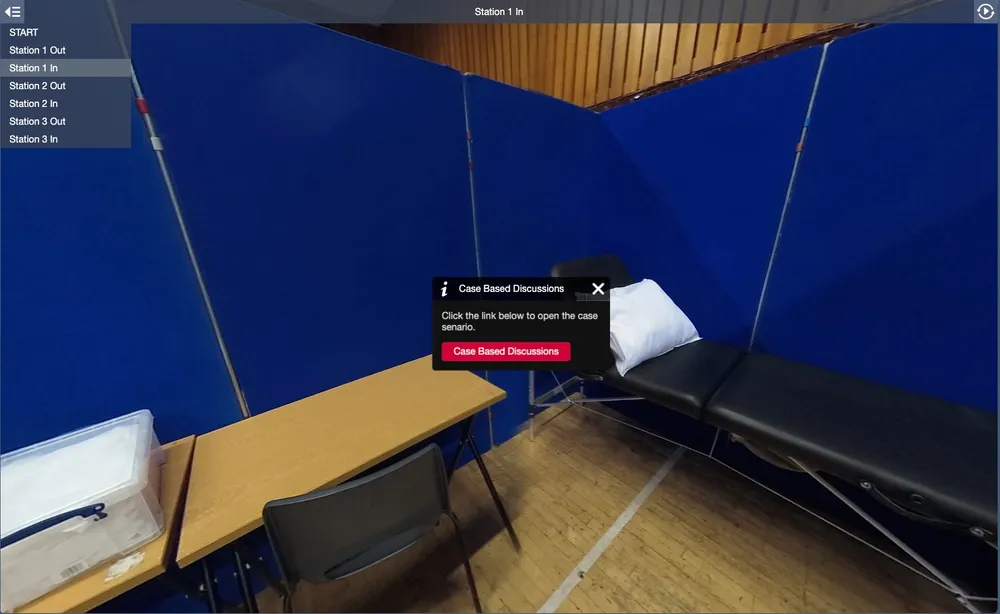 Station 1 In
START
Station 1 Out
Station 1 In
Station 2 Out
Station 2 In
Station 3 Out
Station 3 In
Case Based Discussions
Click the link below to open the case
senario.
Case Based Discussions